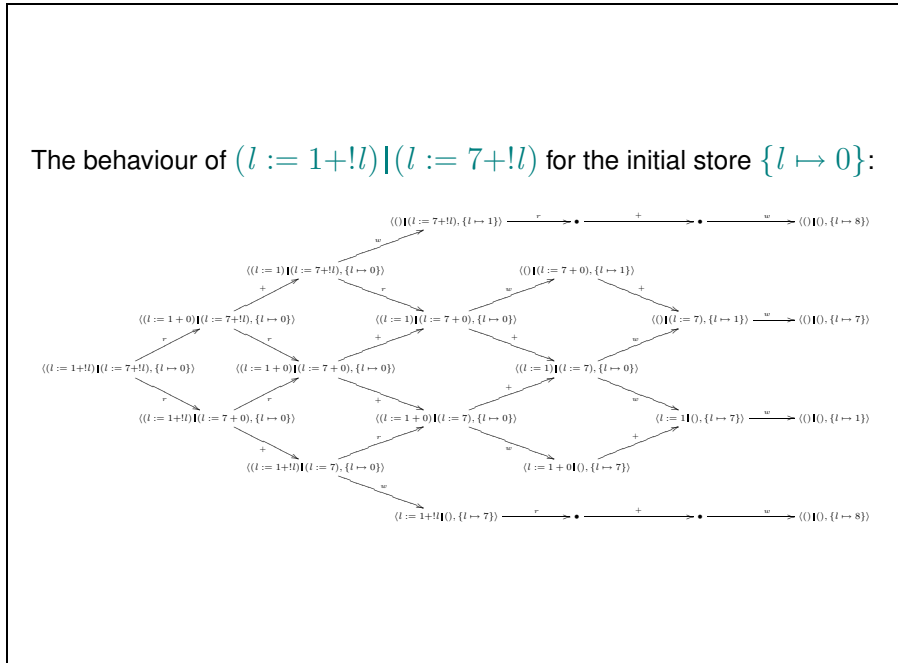 The behaviour of (l := 1+!l) | (l := 7+!l) for the initial store {l ↦ 0}:
⟨() | (l := 7+!l), {l ↦ 1}⟩ r • + • w ⟨() | (), {l ↦ 8}⟩
w
⟨(l := 1) | (l := 7+!l), {l ↦ 0}⟩ ⟨() | (l := 7 + 0), {l ↦ 1}⟩
+ r w +
⟨(l := 1 + 0) | (l := 7+!l), {l ↦ 0}⟩ ⟨(l := 1) | (l := 7 + 0), {l ↦ 0}⟩ ⟨() | (l := 7), {l ↦ 1}⟩ w ⟨() | (), {l ↦ 7}⟩
r r + + w
⟨(l := 1+!l) | (l := 7+!l), {l ↦ 0}⟩ ⟨(l := 1 + 0) | (l := 7 + 0), {l ↦ 0}⟩ ⟨(l := 1) | (l := 7), {l ↦ 0}⟩
r r + + w
⟨(l := 1+!l) | (l := 7 + 0), {l ↦ 0}⟩ ⟨(l := 1 + 0) | (l := 7), {l ↦ 0}⟩ ⟨l := 1 | (), {l ↦ 7}⟩ w ⟨() | (), {l ↦ 1}⟩
+ r w +
⟨(l := 1+!l) | (l := 7), {l ↦ 0}⟩ ⟨l := 1 + 0 | (), {l ↦ 7}⟩
w
⟨l := 1+!l | (), {l ↦ 7}⟩ r • + • w ⟨() | (), {l ↦ 8}⟩